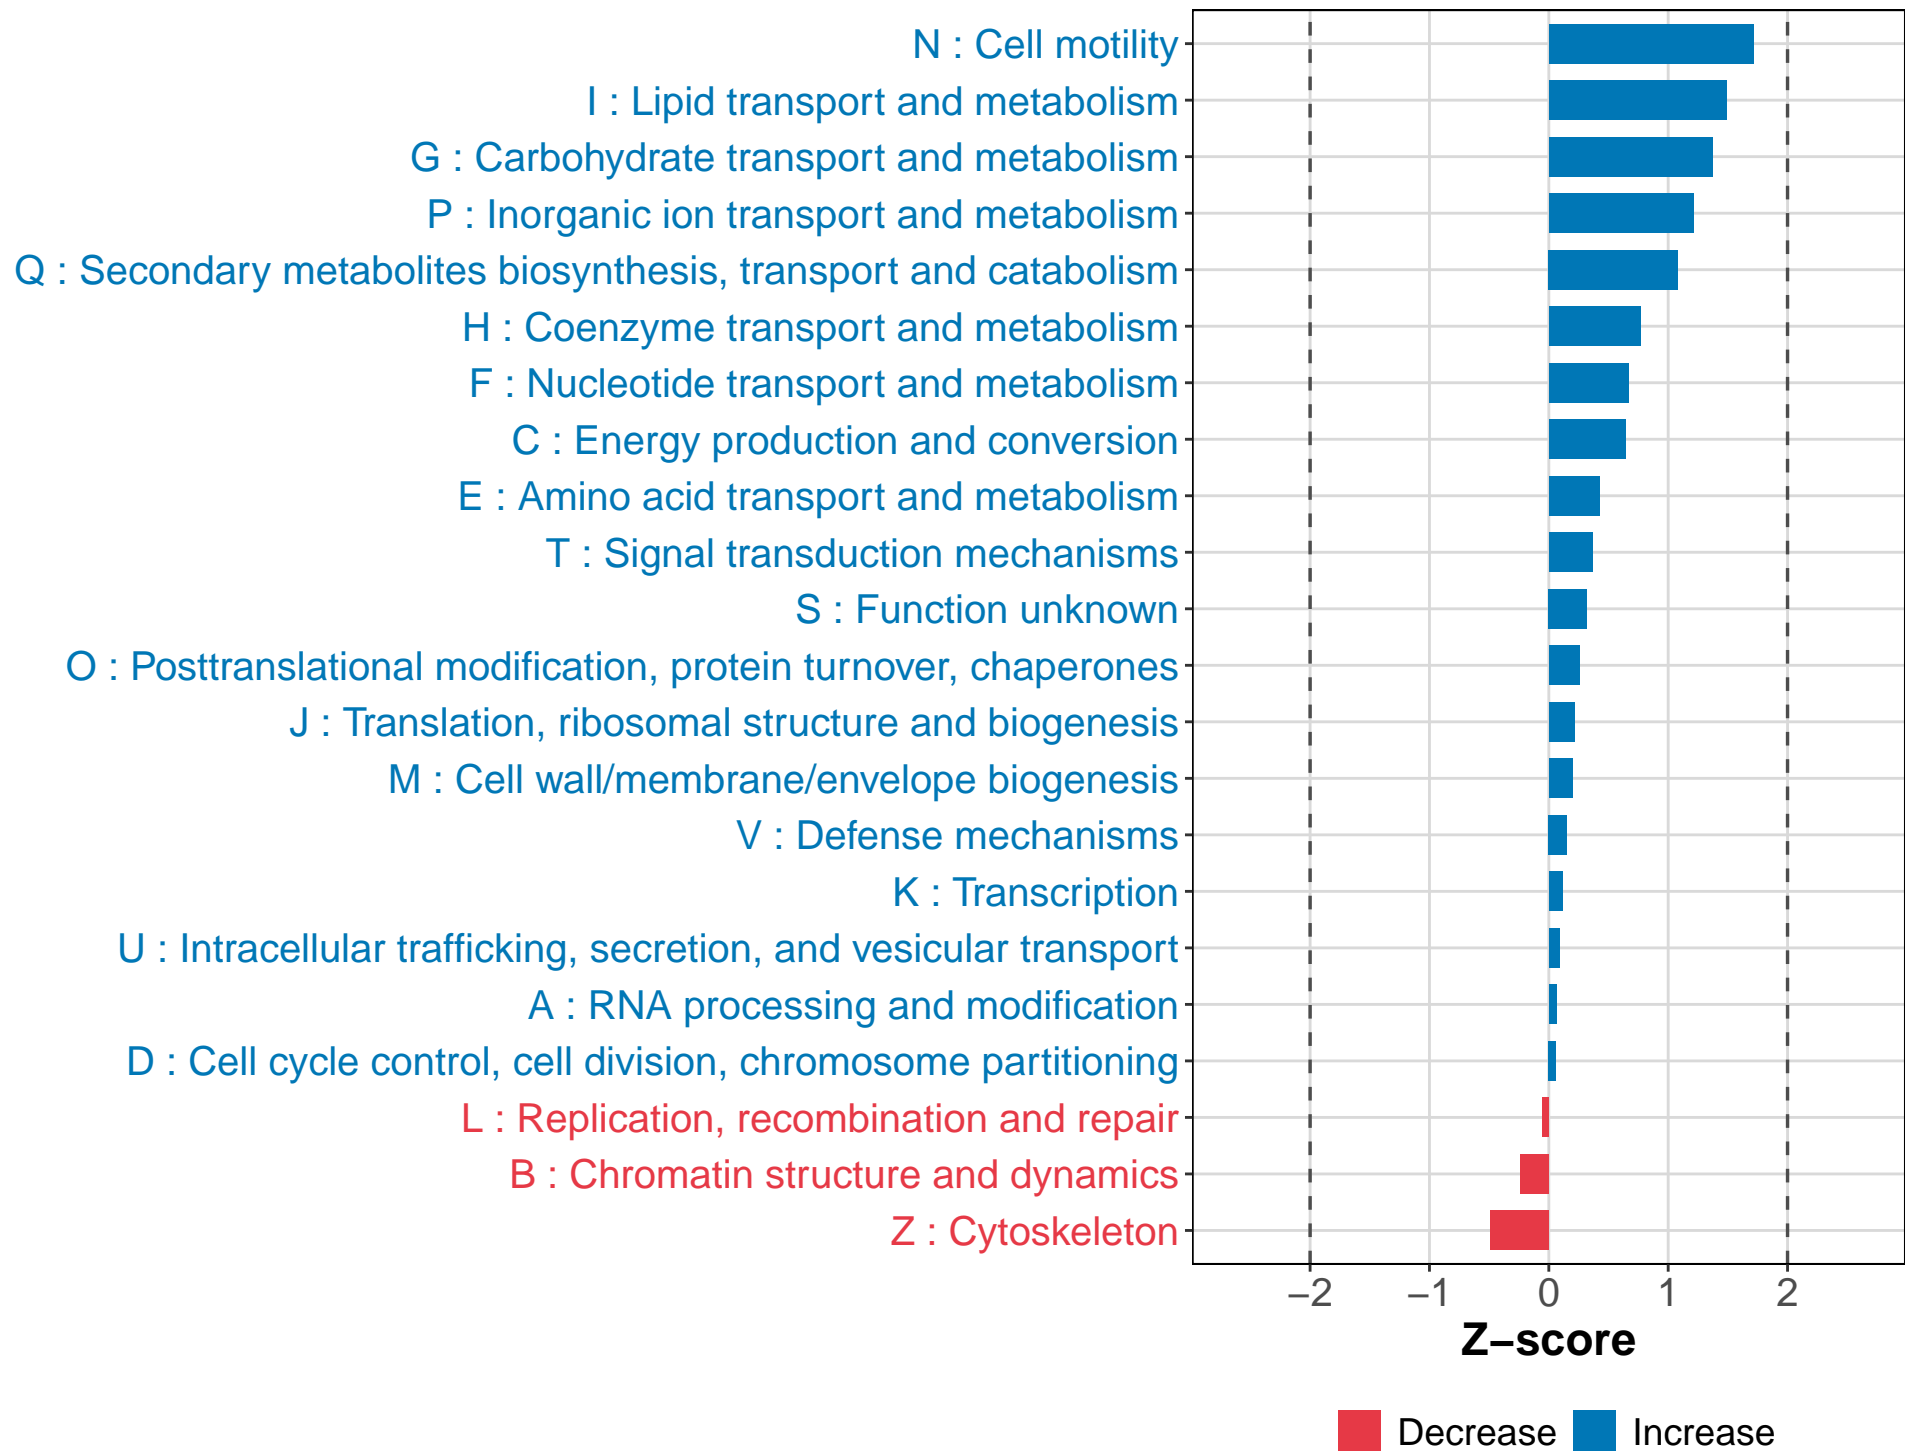 N : Cell motility
I : Lipid transport and metabolism
G : Carbohydrate transport and metabolism
P : Inorganic ion transport and metabolism
Q : Secondary metabolites biosynthesis, transport and catabolism
H : Coenzyme transport and metabolism
F : Nucleotide transport and metabolism
C : Energy production and conversion
E : Amino acid transport and metabolism
T : Signal transduction mechanisms
S : Function unknown
O : Posttranslational modification, protein turnover, chaperones
J : Translation, ribosomal structure and biogenesis
M : Cell wall/membrane/envelope biogenesis
V : Defense mechanisms
K : Transcription
U : Intracellular trafficking, secretion, and vesicular transport
A : RNA processing and modification
D : Cell cycle control, cell division, chromosome partitioning
L : Replication, recombination and repair
B : Chromatin structure and dynamics
Z : Cytoskeleton
−2 −1 0 1 2
Z−score
Decrease Increase